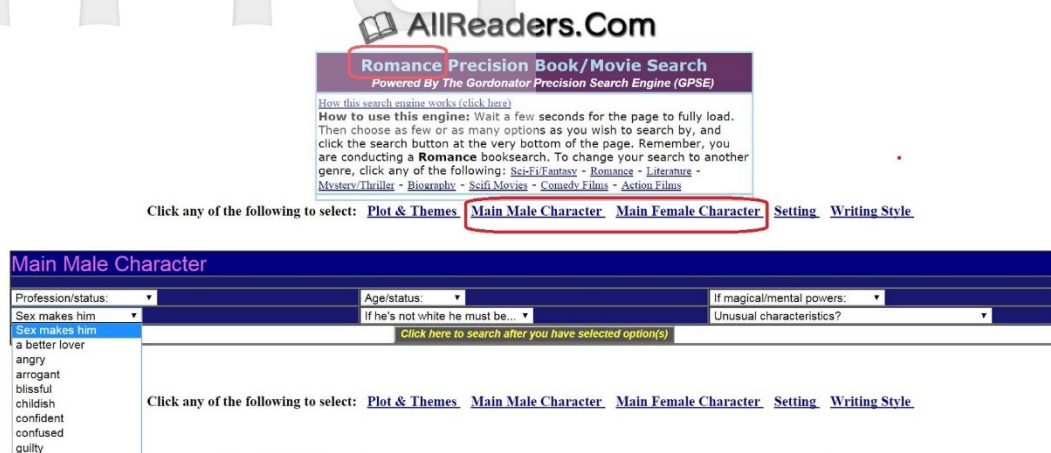 AllReaders.Com
Romance Precision Book/Movie Search
Powered By The Gordonator Precision Search Engine (GPSE)
How this search engine works (click here)
How to use this engine: Wait a few seconds for the page to fully load.
Then choose as few or as many options as you wish to search by, and
click the search button at the very bottom of the page. Remember, you
are conducting a Romance booksearch. To change your search to another
genre, click any of the following: Sci-Fi/Fantasy - Romance - Literature -
Mystery/Thriller - Biography - Scifi Movies - Comedy Films - Action Films
Click any of the following to select: Plot & Themes Main Male Character Main Female Character Setting Writing Style
Main Male Character
Profession/status: Age/status: If magical/mental powers:
Sex makes him If he's not white he must be... Unusual characteristics?
Click here to search after you have selected option(s)
Sex makes him
a better lover
angry
arrogant
blissful
childish
confident
confused
guilty
Click any of the following to select: Plot & Themes Main Male Character Main Female Character Setting Writing Style